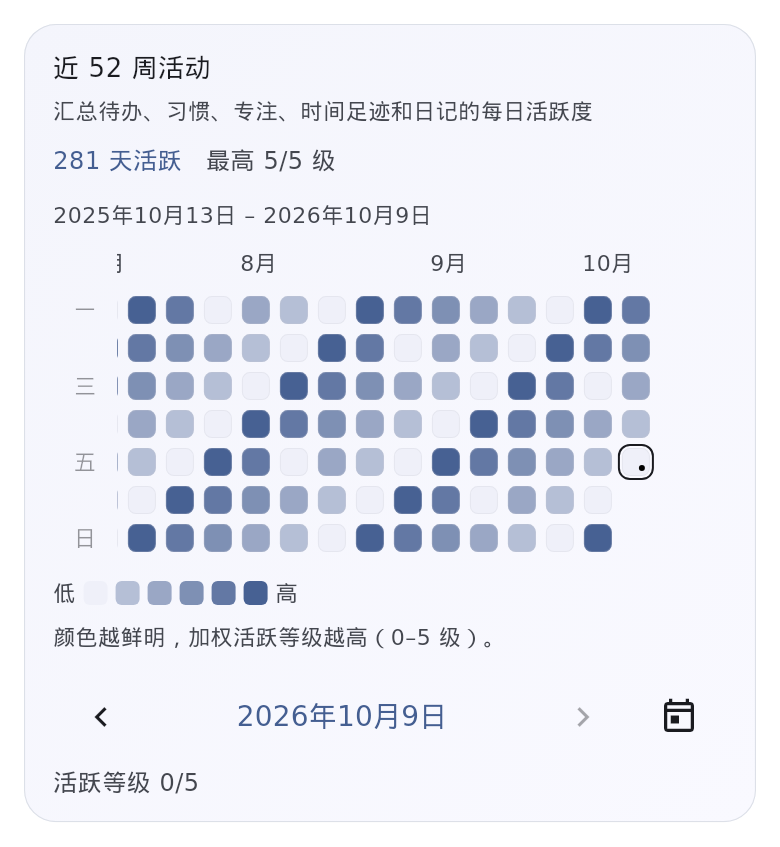 近 52 周活动
汇总待办、习惯、专注、时间足迹和日记的每日活跃度
281 天活跃 最高 5/5 级
2025年10月13日 – 2026年10月9日
8月 9月 10月
一
三
五
日
低 高
颜色越鲜明，加权活跃等级越高（0–5 级）。
2026年10月9日
活跃等级 0/5